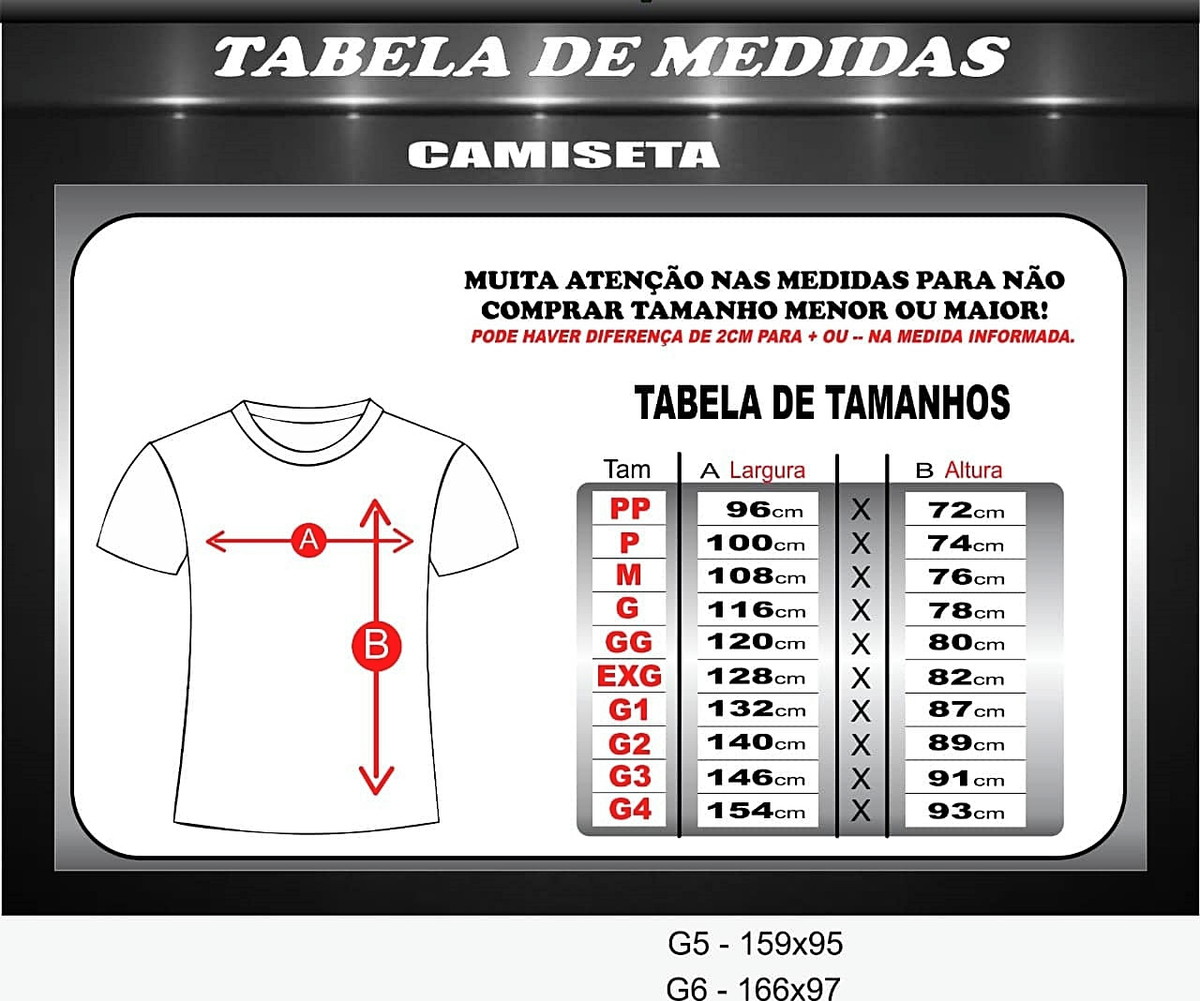 TABELA DE MEDIDAS
CAMISETA
MUITA ATENÇÃO NAS MEDIDAS PARA NÃO
COMPRAR TAMANHO MENOR OU MAIOR!
PODE HAVER DIFERENÇA DE 2CM PARA + OU -- NA MEDIDA INFORMADA.
TABELA DE TAMANHOS
Tam A Largura B Altura
PP 96cm X 72cm
P 100cm X 74cm
M 108cm X 76cm
G 116cm X 78cm
GG 120cm X 80cm
EXG 128cm X 82cm
G1 132cm X 87cm
G2 140cm X 89cm
G3 146cm X 91cm
G4 154cm X 93cm
A
B
G5 - 159x95
G6 - 166x97